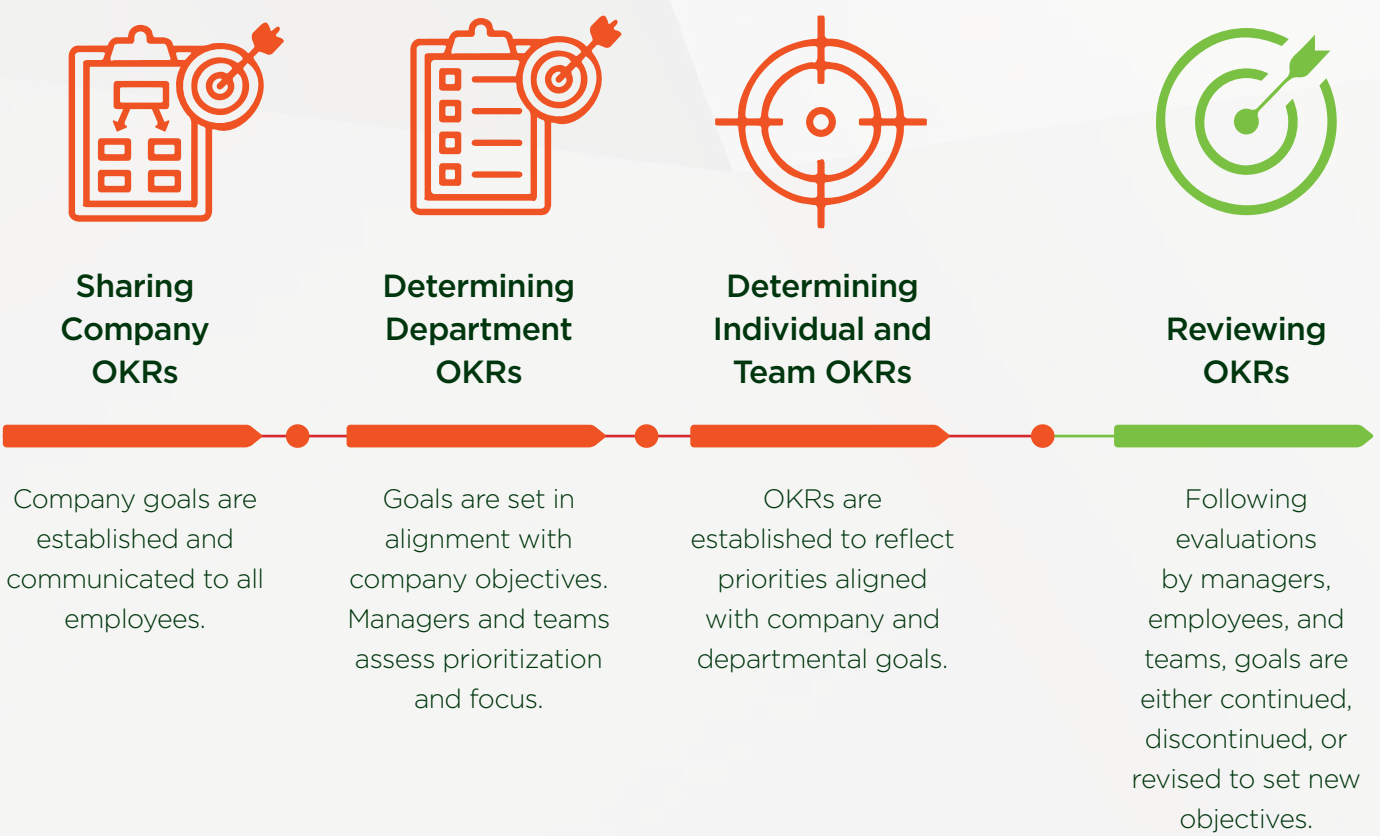 Sharing
Company
OKRs
Company goals are
established and
communicated to all
employees.
Determining
Department
OKRs
Goals are set in
alignment with
company objectives.
Managers and teams
assess prioritization
and focus.
Determining
Individual and
Team OKRs
OKRs are
established to reflect
priorities aligned
with company and
departmental goals.
Reviewing
OKRs
Following
evaluations
by managers,
employees, and
teams, goals are
either continued,
discontinued, or
revised to set new
objectives.